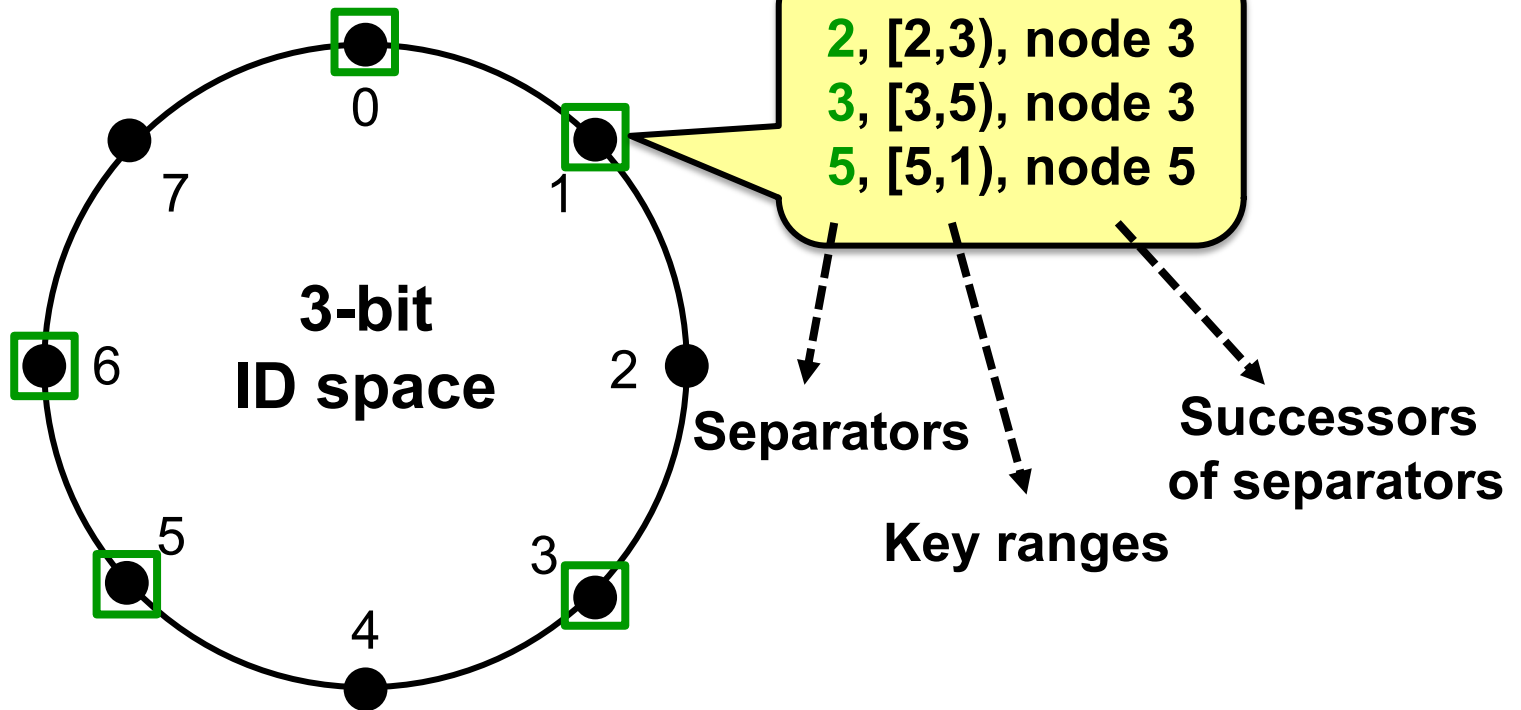 2, [2,3), node 3
3, [3,5), node 3
5, [5,1), node 5
0
1
7
3-bit
ID space
6
2
Separators
Successors
of separators
5
3
Key ranges
4